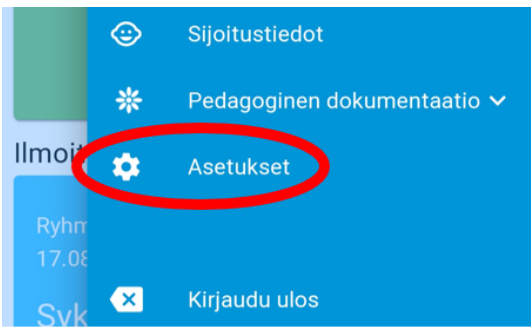 Sijoitustiedot
Pedagoginen dokumentaatio
Ilmoit
Asetukset
Ryhm
17.08
Kirjaudu ulos
Syk